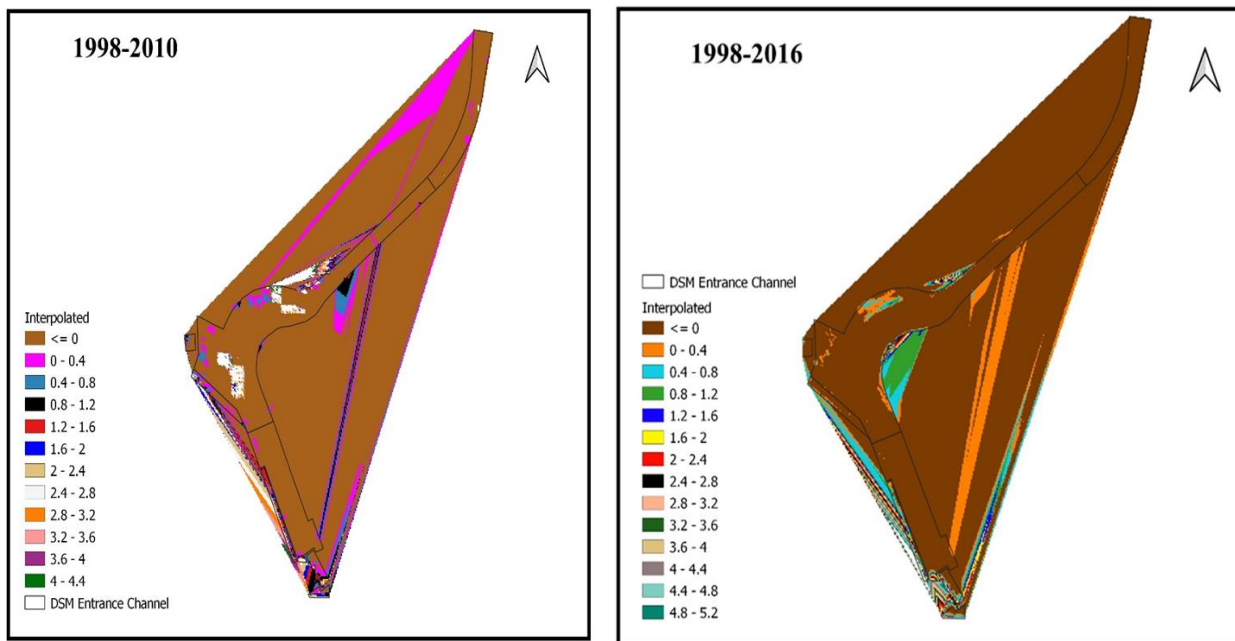 1998-2010
Interpolated
<= 0
0 - 0.4
0.4 - 0.8
0.8 - 1.2
1.2 - 1.6
1.6 - 2
2 - 2.4
2.4 - 2.8
2.8 - 3.2
3.2 - 3.6
3.6 - 4
4 - 4.4
DSM Entrance Channel
1998-2016
DSM Entrance Channel
Interpolated
<= 0
0 - 0.4
0.4 - 0.8
0.8 - 1.2
1.2 - 1.6
1.6 - 2
2 - 2.4
2.4 - 2.8
2.8 - 3.2
3.2 - 3.6
3.6 - 4
4 - 4.4
4.4 - 4.8
4.8 - 5.2